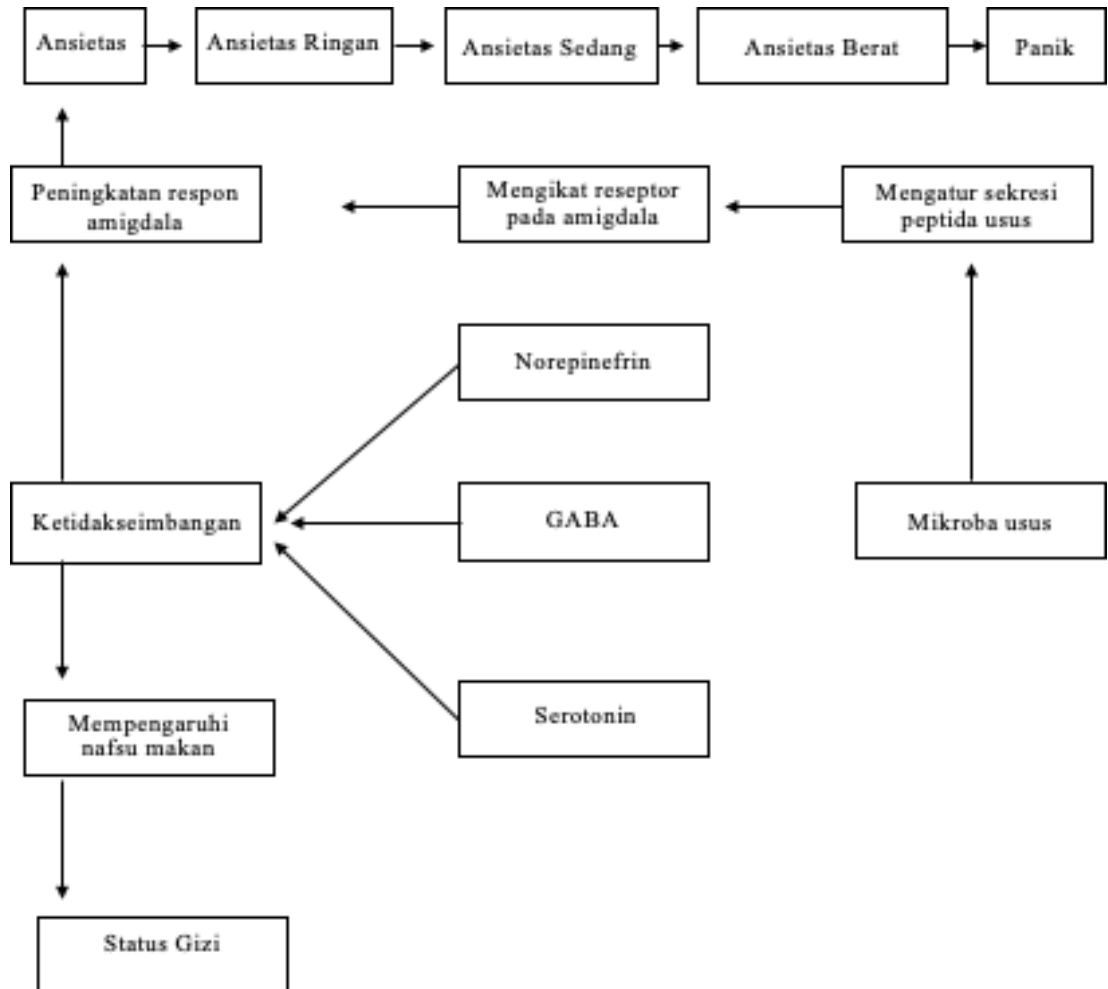 Ansietas
Ansietas Ringan
Ansietas Sedang
Ansietas Berat
Panik
Peningkatan respon
amigdala
Mengikat reseptor
pada amigdala
Mengatur sekresi
peptida usus
Norepinefrin
Ketidakseimbangan
GABA
Mikroba usus
Serotonin
Mempengaruhi
nafsu makan
Status Gizi